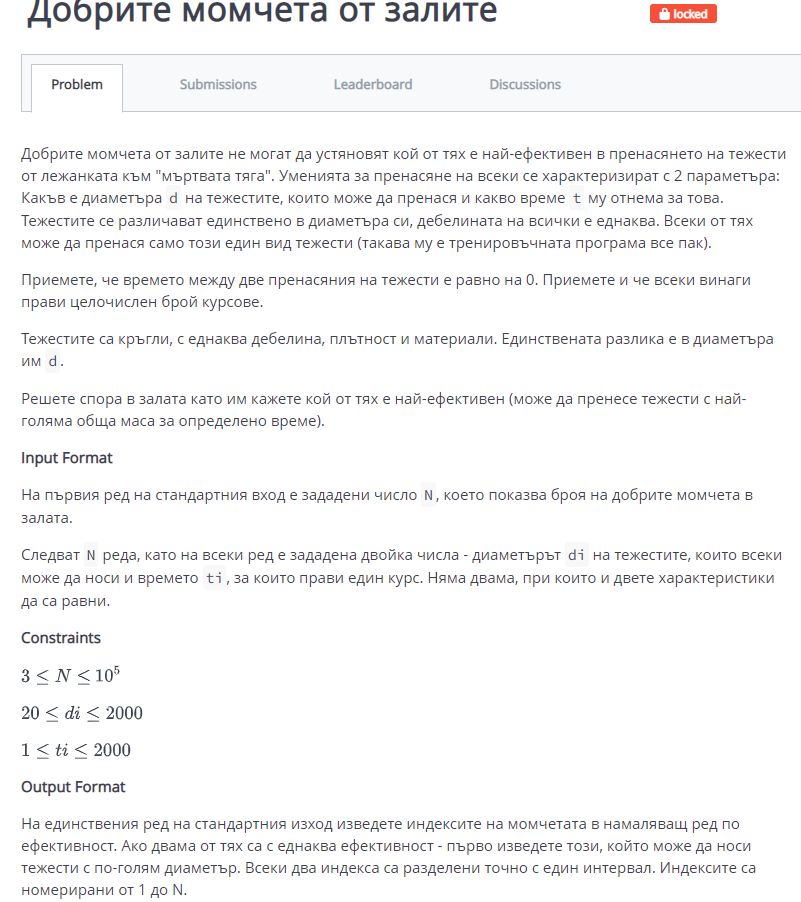 Добрите момчета от залите
locked
Problem Submissions Leaderboard Discussions
Добрите момчета от залите не могат да устяновят кой от тях е най-ефективен в пренасянето на тежести
от лежанката към "мъртвата тяга". Уменията за пренасяне на всеки се характеризират с 2 параметъра:
Какъв е диаметъра d на тежестите, които може да пренася и какво време t му отнема за това.
Тежестите се различават единствено в диаметъра си, дебелината на всички е еднаква. Всеки от тях
може да пренася само този един вид тежести (такава му е тренировъчната програма все пак).
Приемете, че времето между две пренасяния на тежести е равно на 0. Приемете и че всеки винаги
прави целочислен брой курсове.
Тежестите са кръгли, с еднаква дебелина, плътност и материали. Единствената разлика е в диаметъра
им d.
Решете спора в залата като им кажете кой от тях е най-ефективен (може да пренесе тежести с най-
голяма обща маса за определено време).
Input Format
На първия ред на стандартния вход е зададени число N, което показва броя на добрите момчета в
залата.
Следват N реда, като на всеки ред е зададена двойка числа - диаметърът di на тежестите, които всеки
може да носи и времето ti, за които прави един курс. Няма двама, при които и двете характеристики
да са равни.
Constraints
3 ≤ N ≤ 10⁵
20 ≤ di ≤ 2000
1 ≤ ti ≤ 2000
Output Format
На единствения ред на стандартния изход изведете индексите на момчетата в намаляващ ред по
ефективност. Ако двама от тях са с еднаква ефективност - първо изведете този, който може да носи
тежести с по-голям диаметър. Всеки два индекса са разделени точно с един интервал. Индексите са
номерирани от 1 до N.